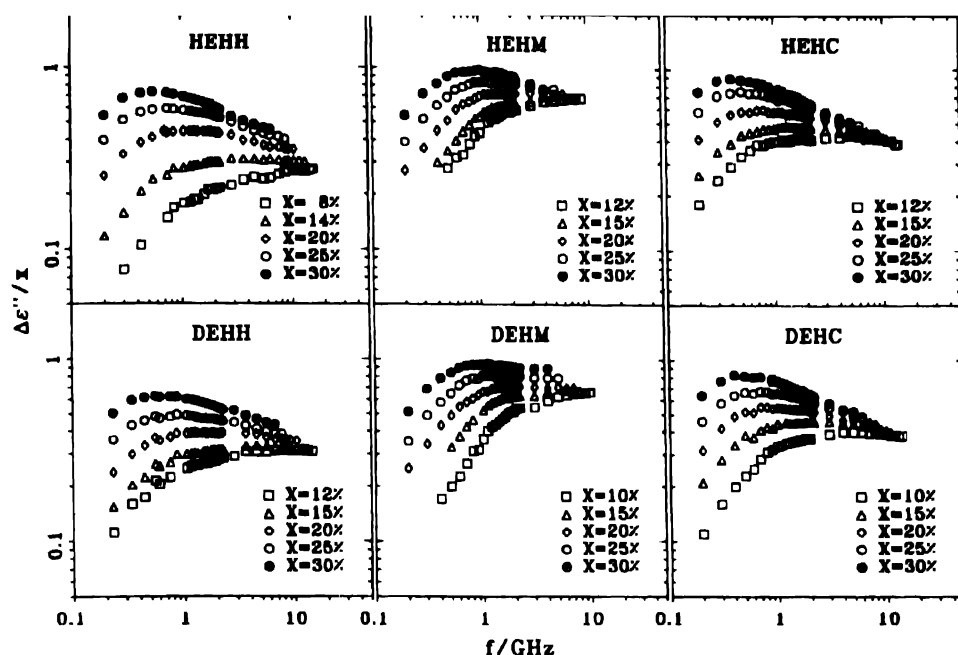 HEHH
HEHM
HEHC
1
0.1
X= 8%
X=14%
X=20%
X=25%
X=30%
X=12%
X=15%
X=20%
X=25%
X=30%
X=12%
X=15%
X=20%
X=25%
X=30%
Δε''/x
DEHH
DEHM
DEHC
1
0.1
X=12%
X=15%
X=20%
X=25%
X=30%
X=10%
X=15%
X=20%
X=25%
X=30%
X=10%
X=15%
X=20%
X=25%
X=30%
0.1 1 10 0.1 1 10 0.1 1 10
f/GHz